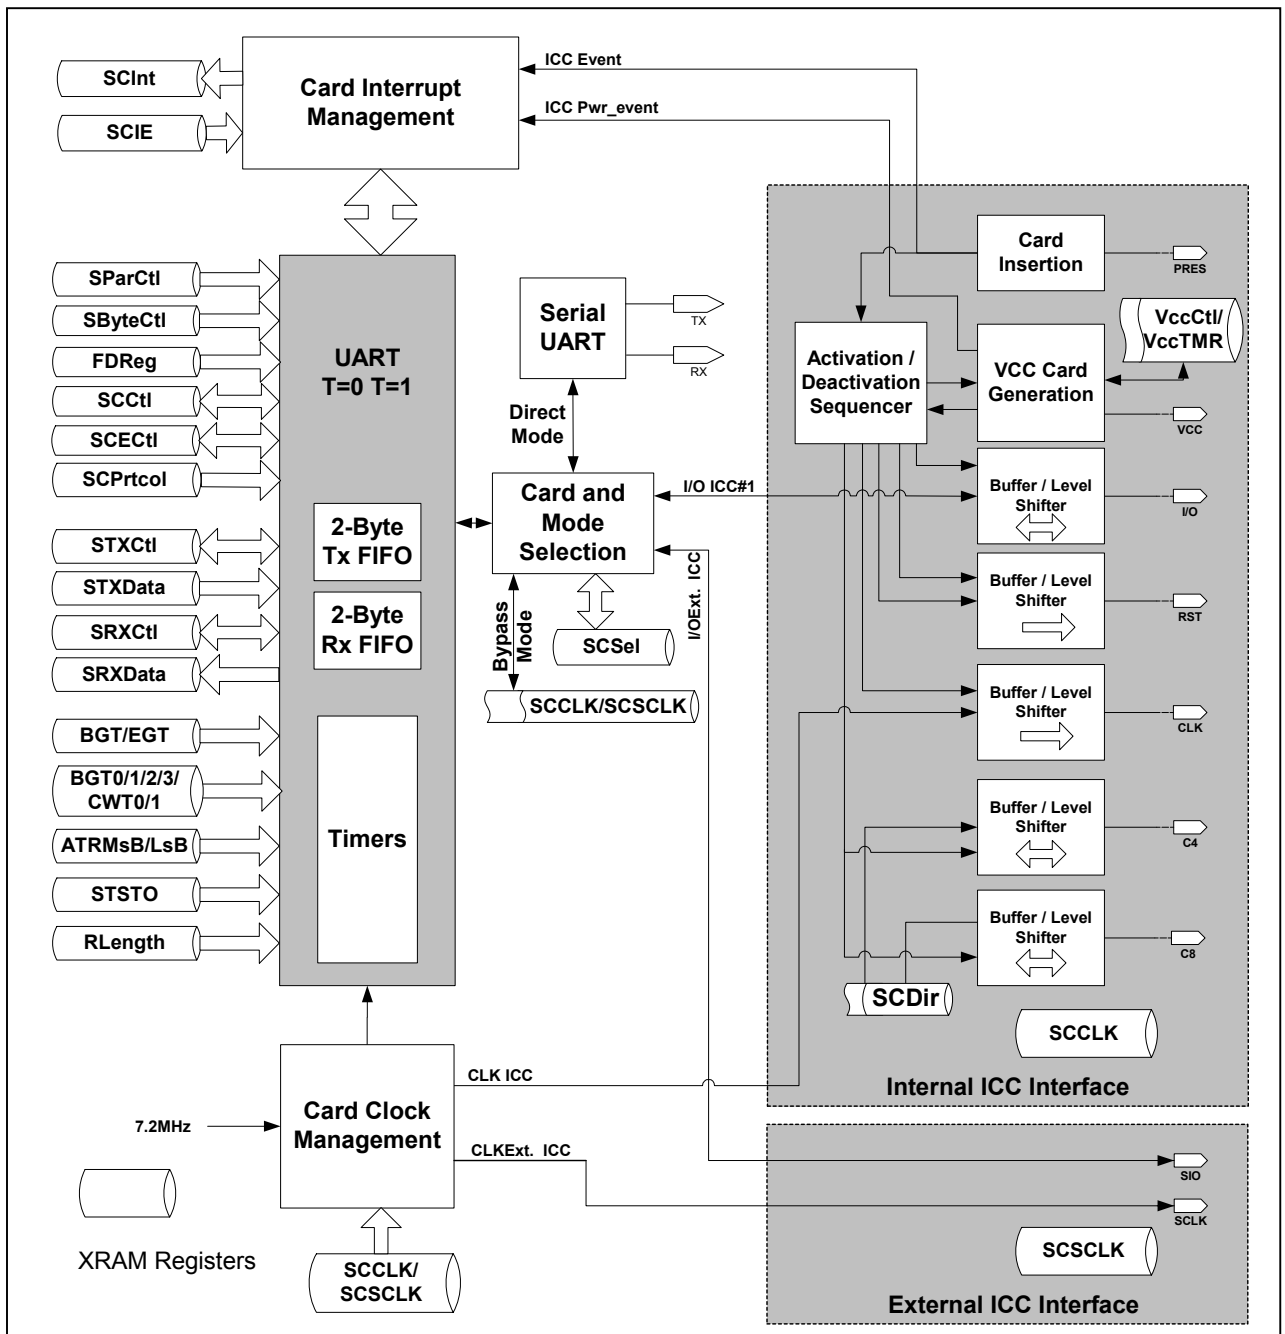 SCInt
SCIE
Card Interrupt
Management
ICC Event
ICC Pwr_event
SParCtl
SByteCtl
FDReg
SCCtl
SCECtl
SCPrtcol
STXCtl
STXData
SRXCtl
SRXData
BGT/EGT
BGT0/1/2/3/
CWT0/1
ATRMsB/LsB
STSTO
RLength
UART
T=0 T=1
2-Byte
Tx FIFO
2-Byte
Rx FIFO
Timers
Serial
UART
TX
RX
Direct
Mode
Card and
Mode
Selection
I/O ICC#1
I/OExt. ICC
Bypass
Mode
SCSel
SCCLK/SCSCLK
Card
Insertion
PRES
VccCtl/
VccTMR
Activation /
Deactivation
Sequencer
VCC Card
Generation
VCC
Buffer / Level
Shifter
I/O
Buffer / Level
Shifter
RST
Buffer / Level
Shifter
CLK
Buffer / Level
Shifter
C4
Buffer / Level
Shifter
C8
SCDir
SCCLK
Internal ICC Interface
Card Clock
Management
7.2MHz
CLK ICC
CLKExt. ICC
SIO
SCLK
SCSCLK
External ICC Interface
XRAM Registers
SCCLK/
SCSCLK